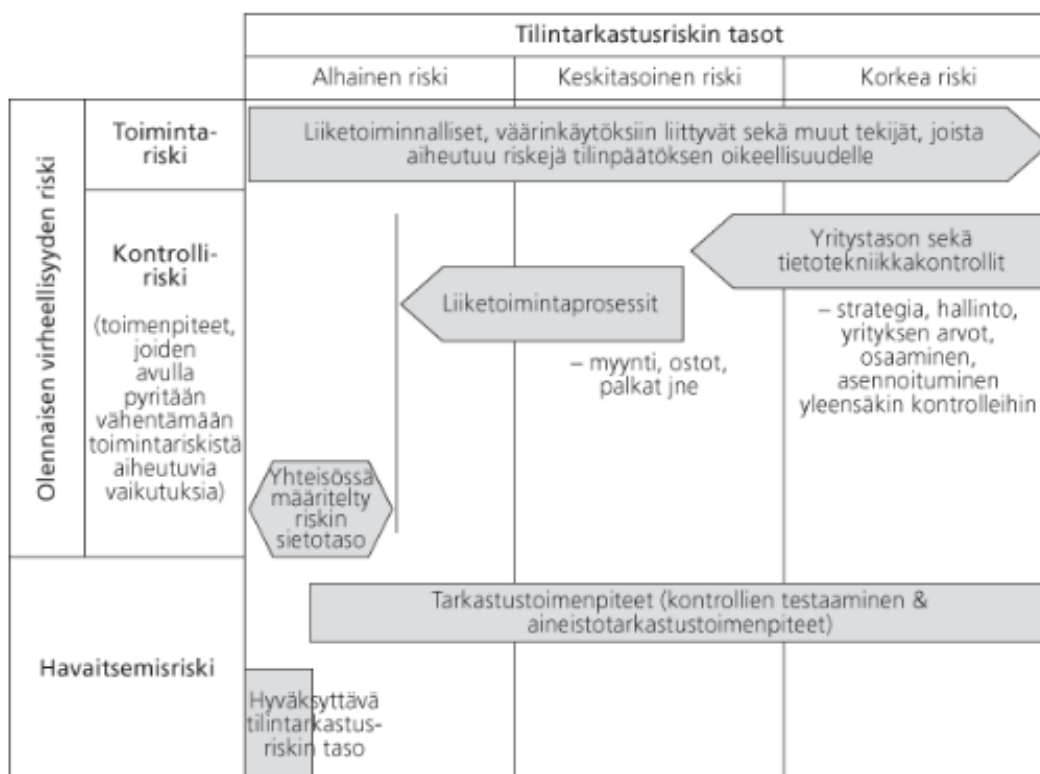 Tilintarkastusriskin tasot
Alhainen riski
Keskitasoinen riski
Korkea riski
Olennaisen virheellisyyden riski
Toiminta-
riski
Liiketoiminnalliset, väärinkäytöksiin liittyvät sekä muut tekijät, joista
aiheutuu riskejä tilinpäätöksen oikeellisuudelle
Kontrolli-
riski
(toimenpiteet,
joiden
avulla
pyritään
vähentämään
toimintariskistä
aiheutuvia
vaikutuksia)
Yritystason sekä
tietotekniikkakontrollit
– strategia, hallinto,
yrityksen arvot,
osaaminen,
asennoituminen
yleensäkin kontrolleihin
Liiketoimintaprosessit
– myynti, ostot,
palkat jne
Yhteisössä
määritelty
riskin
sietotaso
Havaitsemisriski
Tarkastustoimenpiteet (kontrollien testaaminen &
aineistotarkastustoimenpiteet)
Hyväksyttävä
tilintarkastus-
riskin taso